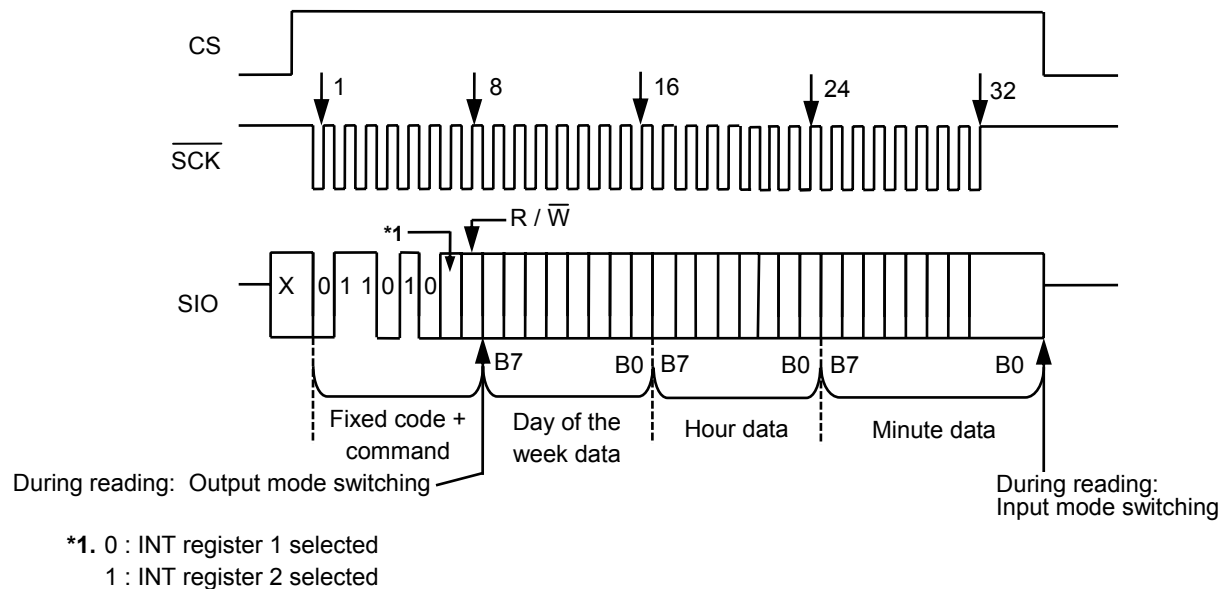 CS
1 8 16 24 32
SCK
*1 R / W
SIO X 0 1 1 0 1 0
B7 B0 B7 B0 B7 B0
Fixed code +
command
Day of the
week data
Hour data
Minute data
During reading: Output mode switching
During reading:
Input mode switching
*1. 0 : INT register 1 selected
1 : INT register 2 selected